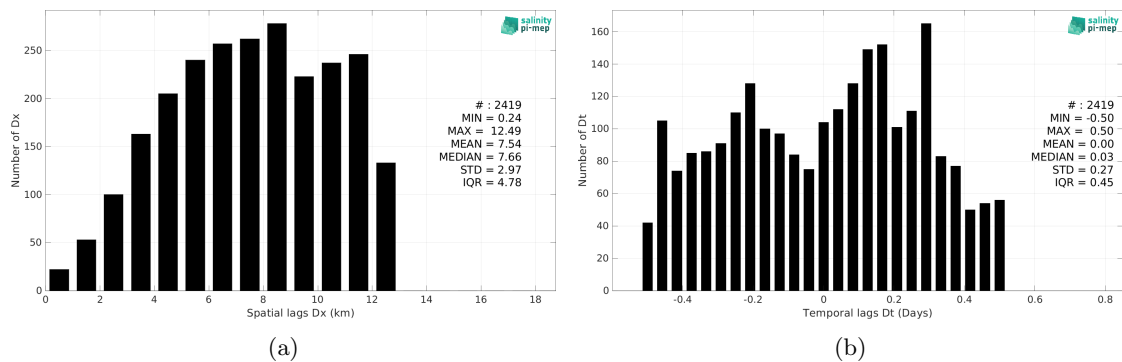 salinity
pi-mep
250
200
150
100
50
0
Number of Dx
# : 2419
MIN = 0.24
MAX = 12.49
MEAN = 7.54
MEDIAN = 7.66
STD = 2.97
IQR = 4.78
0 2 4 6 8 10 12 14 16 18
Spatial lags Dx (km)
(a)
salinity
pi-mep
160
140
120
100
80
60
40
20
0
Number of Dt
# : 2419
MIN = -0.50
MAX = 0.50
MEAN = 0.00
MEDIAN = 0.03
STD = 0.27
IQR = 0.45
-0.4 -0.2 0 0.2 0.4 0.6 0.8
Temporal lags Dt (Days)
(b)